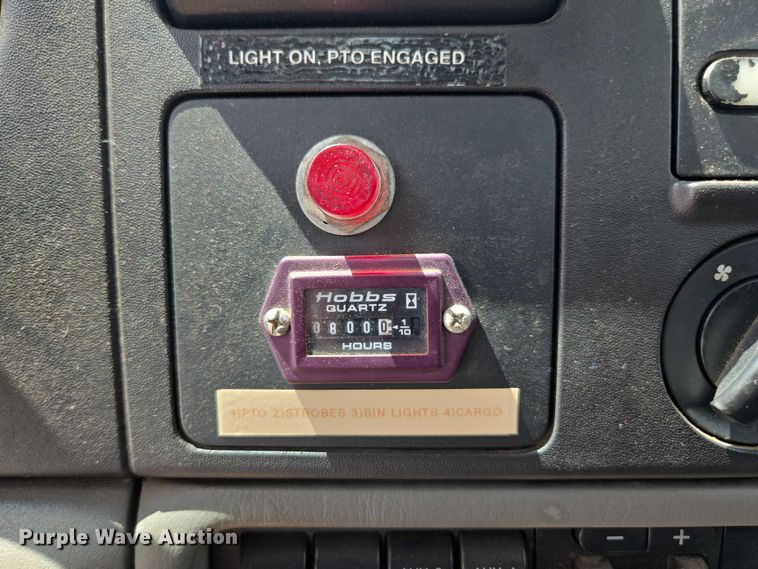 LIGHT ON, PTO ENGAGED
Hobbs
QUARTZ
08000 1/10
HOURS
1)PTO 2)STROBES 3)BIN LIGHTS 4)CARGO
− +
Purple Wave Auction